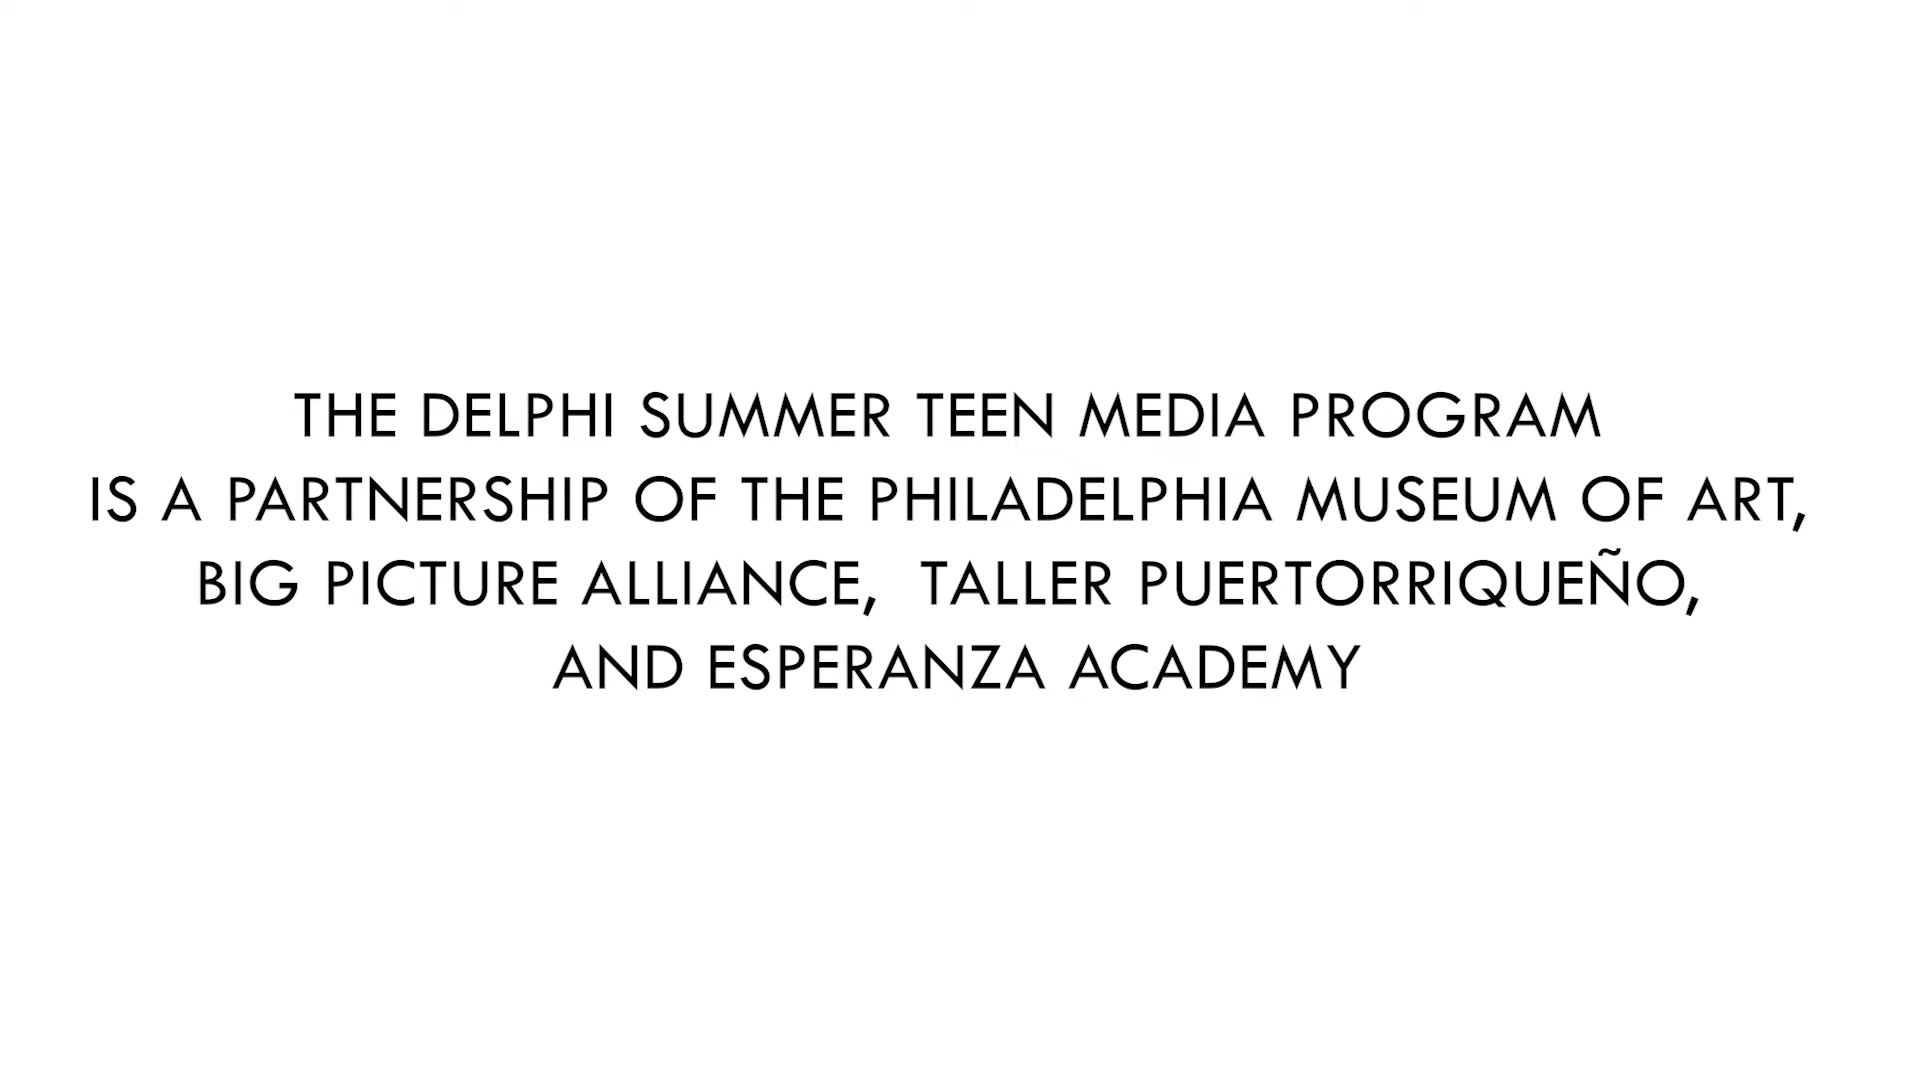 THE DELPHI SUMMER TEEN MEDIA PROGRAM
IS A PARTNERSHIP OF THE PHILADELPHIA MUSEUM OF ART,
BIG PICTURE ALLIANCE, TALLER PUERTORRIQUEÑO,
AND ESPERANZA ACADEMY